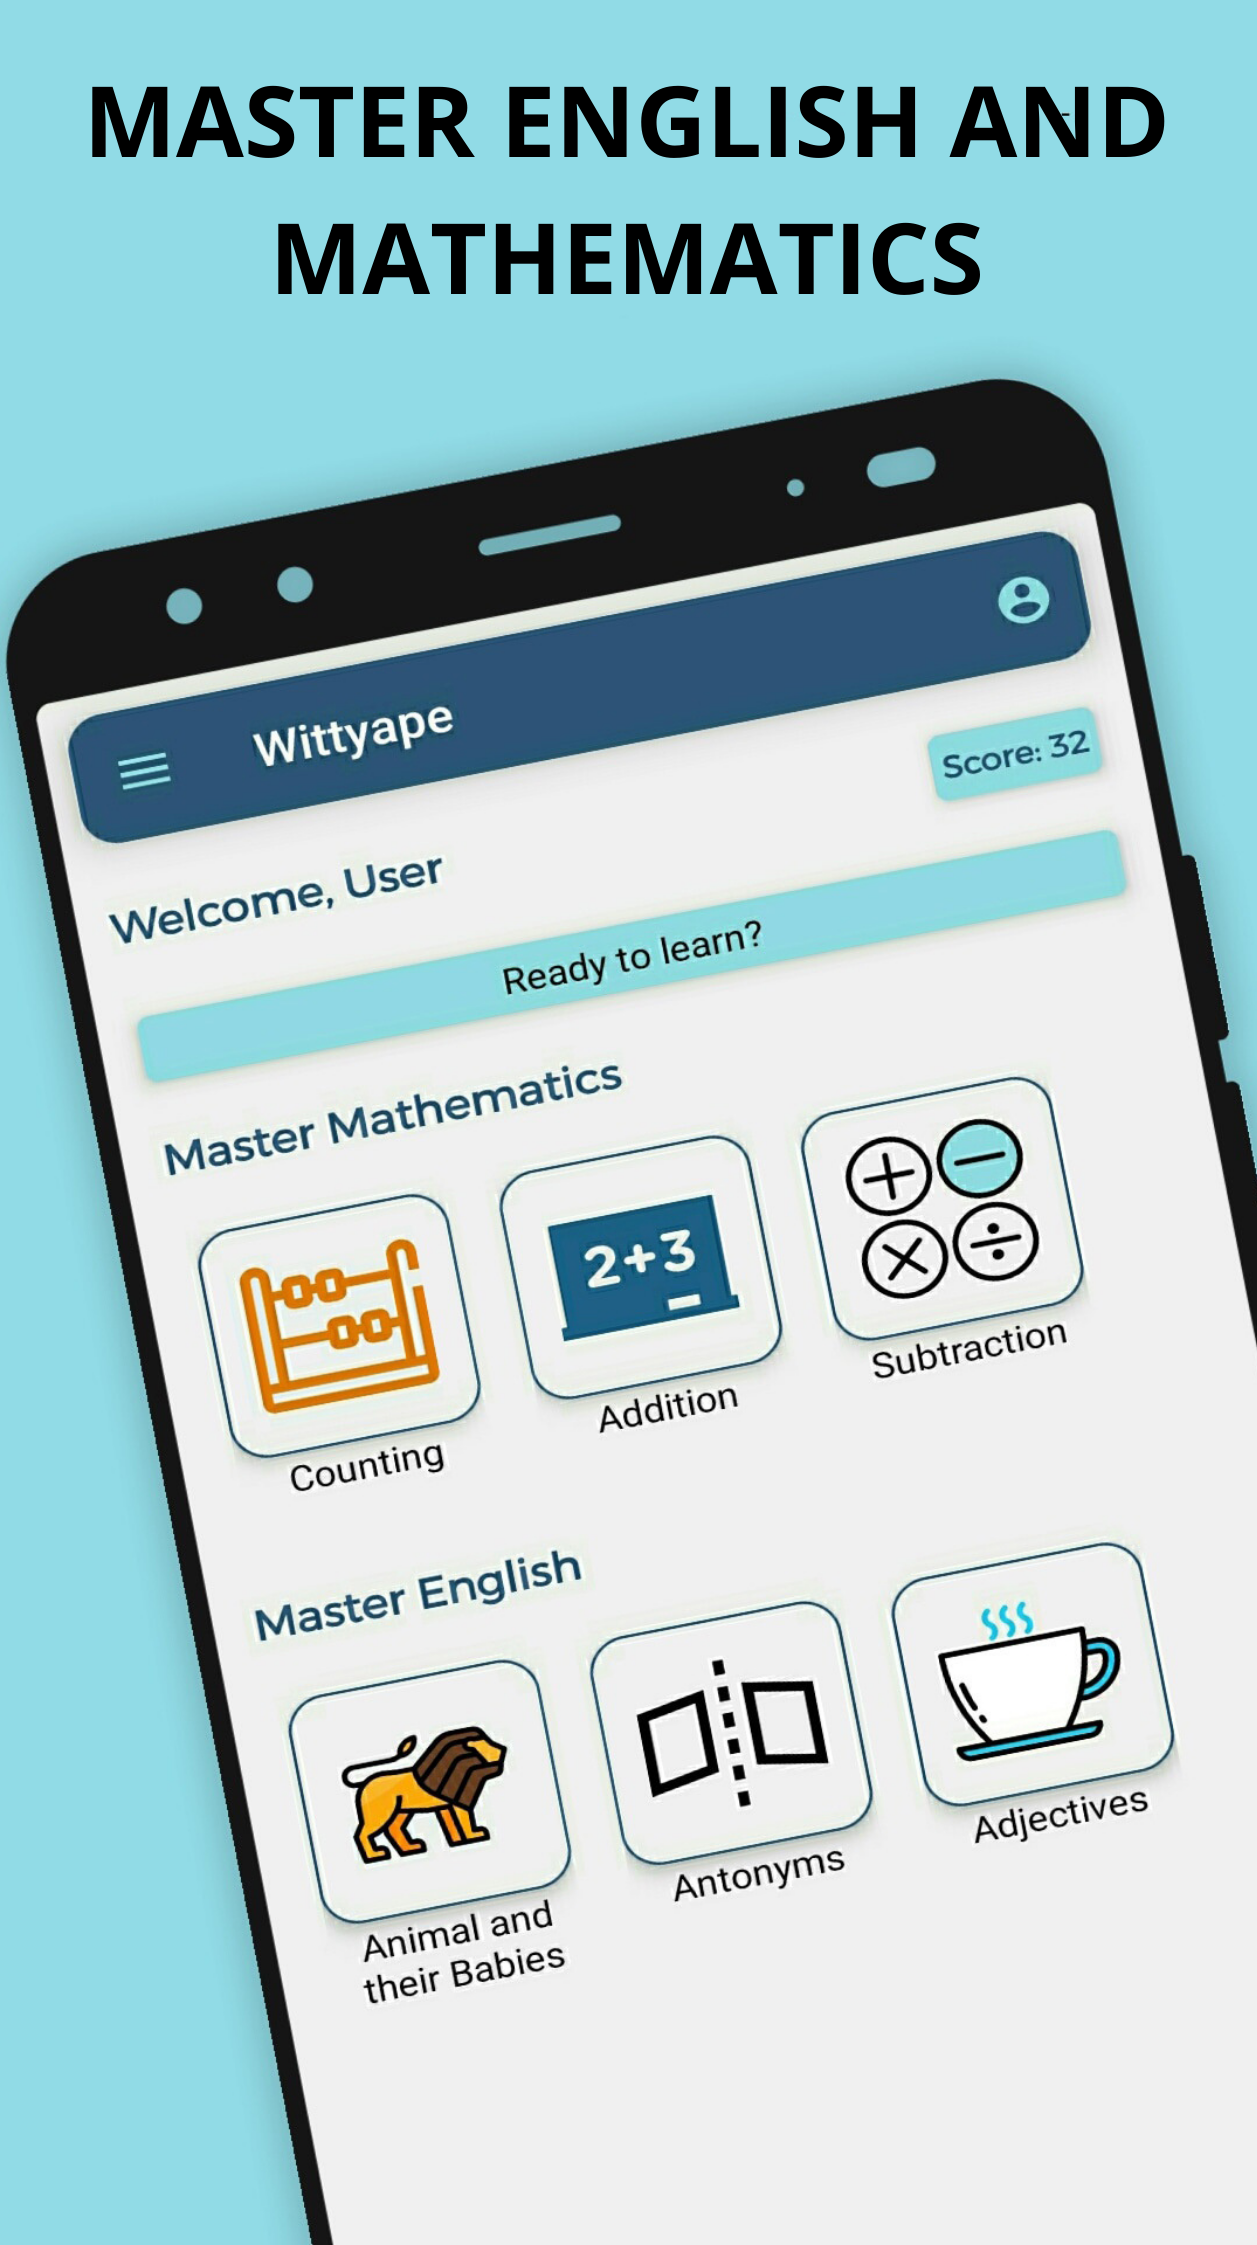 MASTER ENGLISH AND
MATHEMATICS
Wittyape
Score: 32
Welcome, User
Ready to learn?
Master Mathematics
2+3
Counting
Addition
Subtraction
Master English
Animal and
their Babies
Antonyms
Adjectives